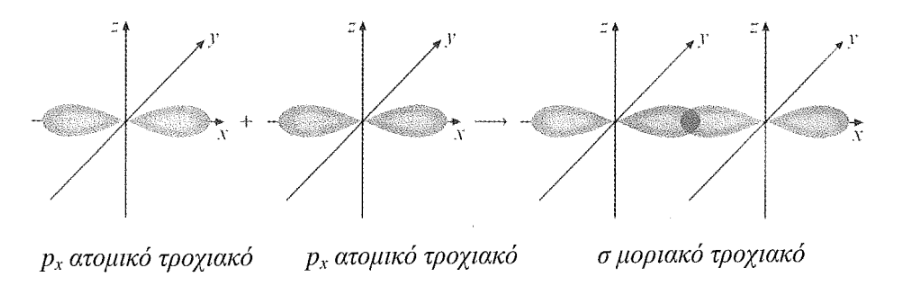 z y z y z y z
y
x + x → x
p_x ατομικό τροχιακό p_x ατομικό τροχιακό σ μοριακό τροχιακό